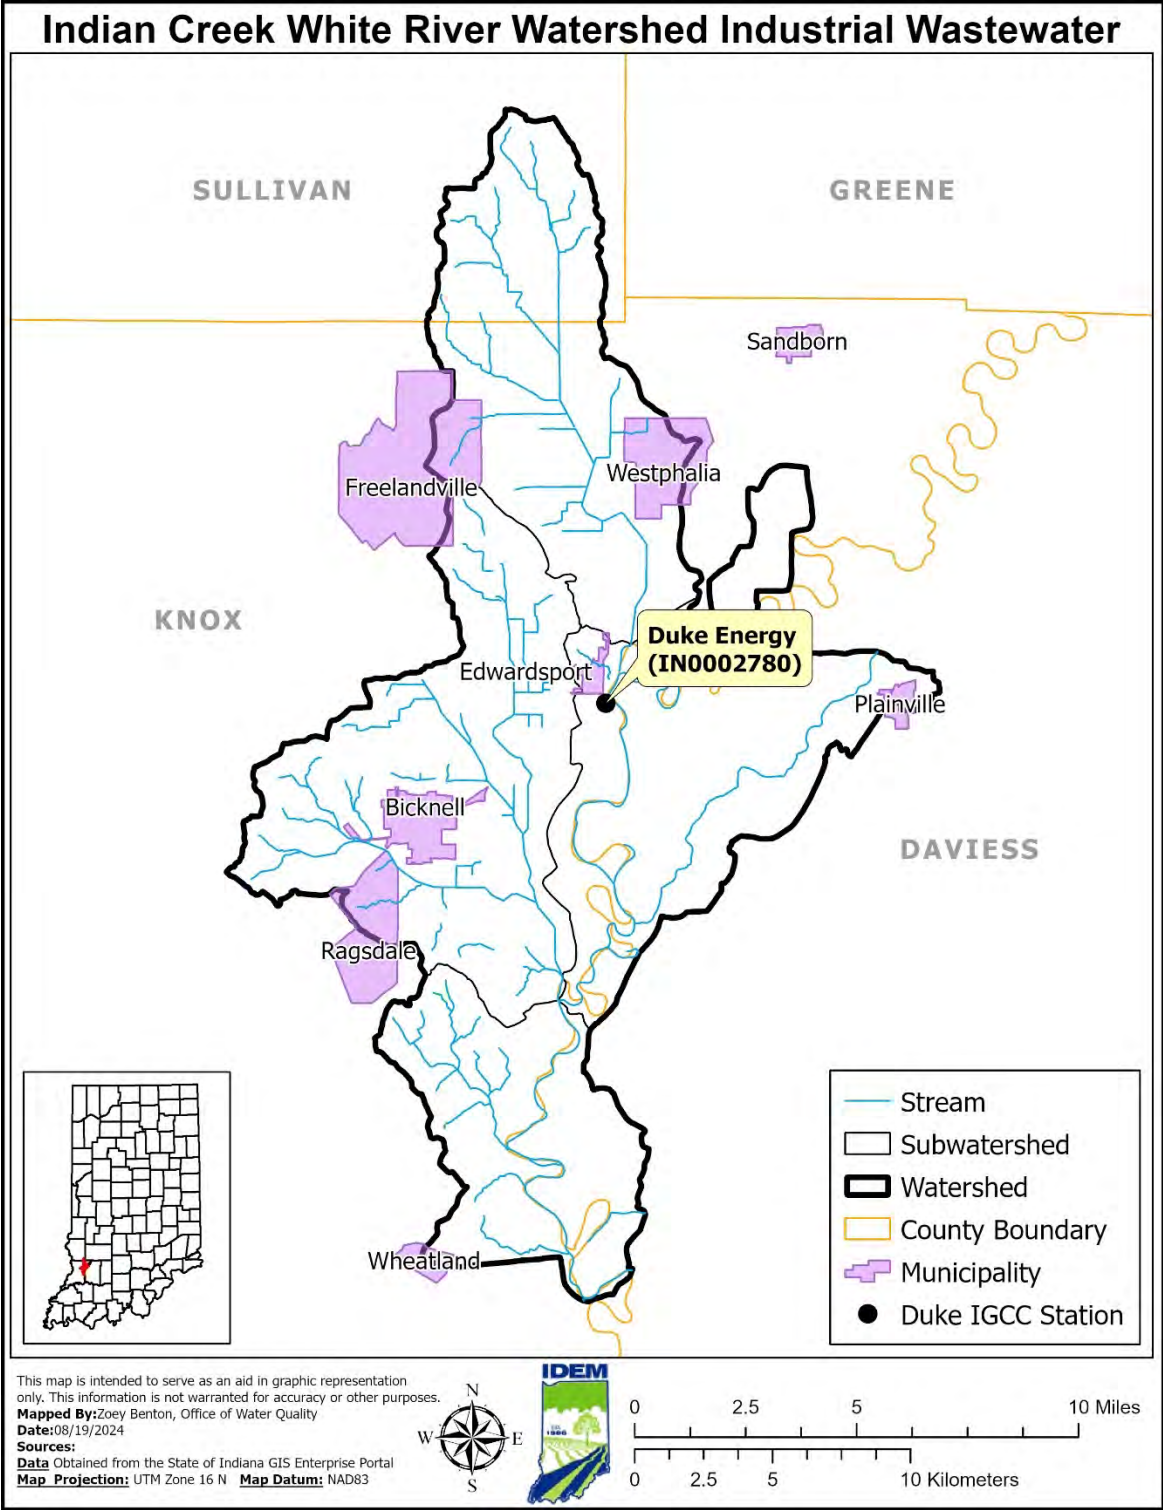 Indian Creek White River Watershed Industrial Wastewater
SULLIVAN
GREENE
Sandborn
Westphalia
Freelandville
KNOX
Duke Energy
(IN0002780)
Edwardsport
Plainville
Bicknell
DAVIESS
Ragsdale
Wheatland
Stream
Subwatershed
Watershed
County Boundary
Municipality
Duke IGCC Station
This map is intended to serve as an aid in graphic representation
only. This information is not warranted for accuracy or other purposes.
Mapped By:Zoey Benton, Office of Water Quality
Date:08/19/2024
Sources:
Data Obtained from the State of Indiana GIS Enterprise Portal
Map Projection: UTM Zone 16 N Map Datum: NAD83
N
W E
S
IDEM
EST.
1986
0 2.5 5 10 Miles
0 2.5 5 10 Kilometers